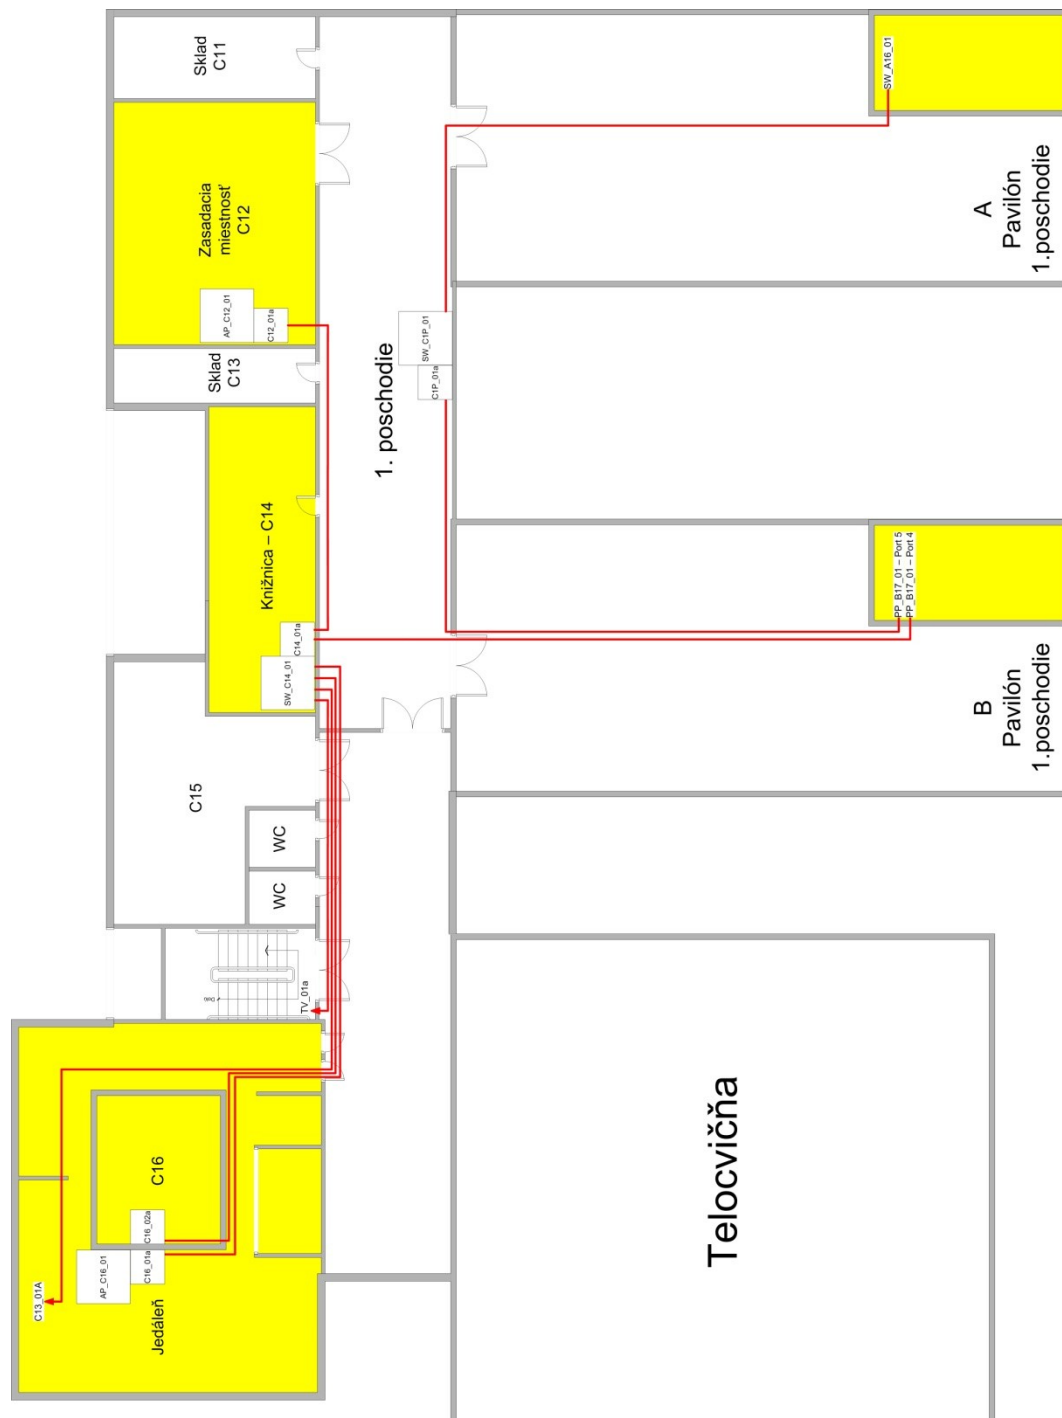 Sklad
C11
SW_A16_01
Zasadacia
miestnosť
C12
A
Pavilón
1.poschodie
AP_C12_01
C12_01a
SW_C1P_01
C1P_01a
Sklad
C13
1. poschodie
Knižnica – C14
PP_B17_01 – Port 5
PP_B17_01 – Port 4
C14_01a
SW_C14_01
B
Pavilón
1.poschodie
C15
WC
WC
TV_01a
C16
C16_02a
C16_01a
AP_C16_01
C13_01A
Jedáleň
Telocvičňa